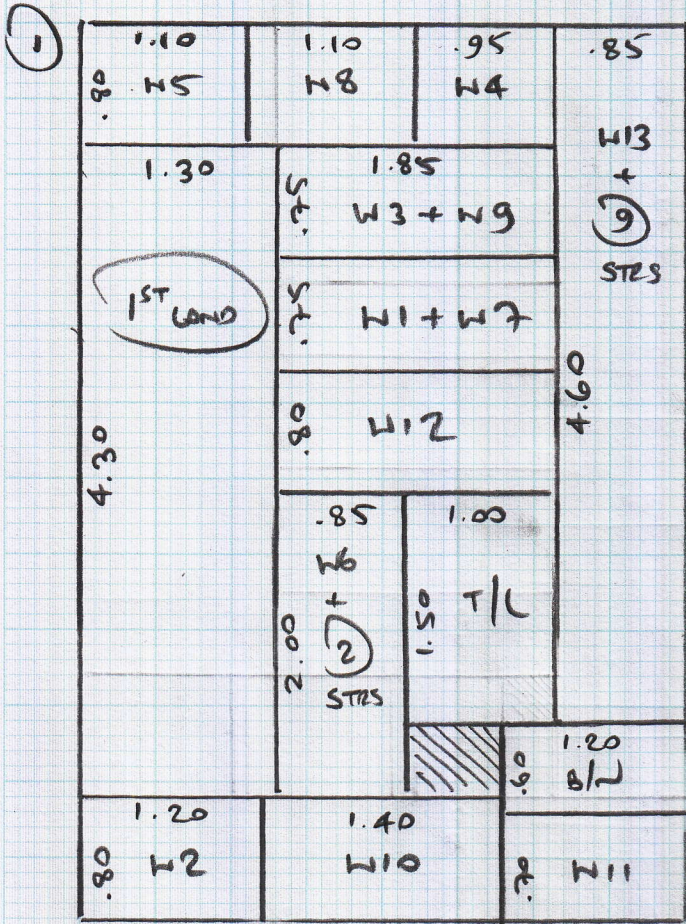 1
1.10
.80 W5
1.10
W8
.95
W4
.85
W13
+
9
STRS
4.60
1.30
1ST LAND
4.30
1.85
.75 W3 + W9
.75 W1 + W7
.80 W12
.85
W6
+
2
STRS
2.00
1.00
1.50 T/L
1.20
.60 B/W
1.20
.80 W2
1.40
W10
.70 W11